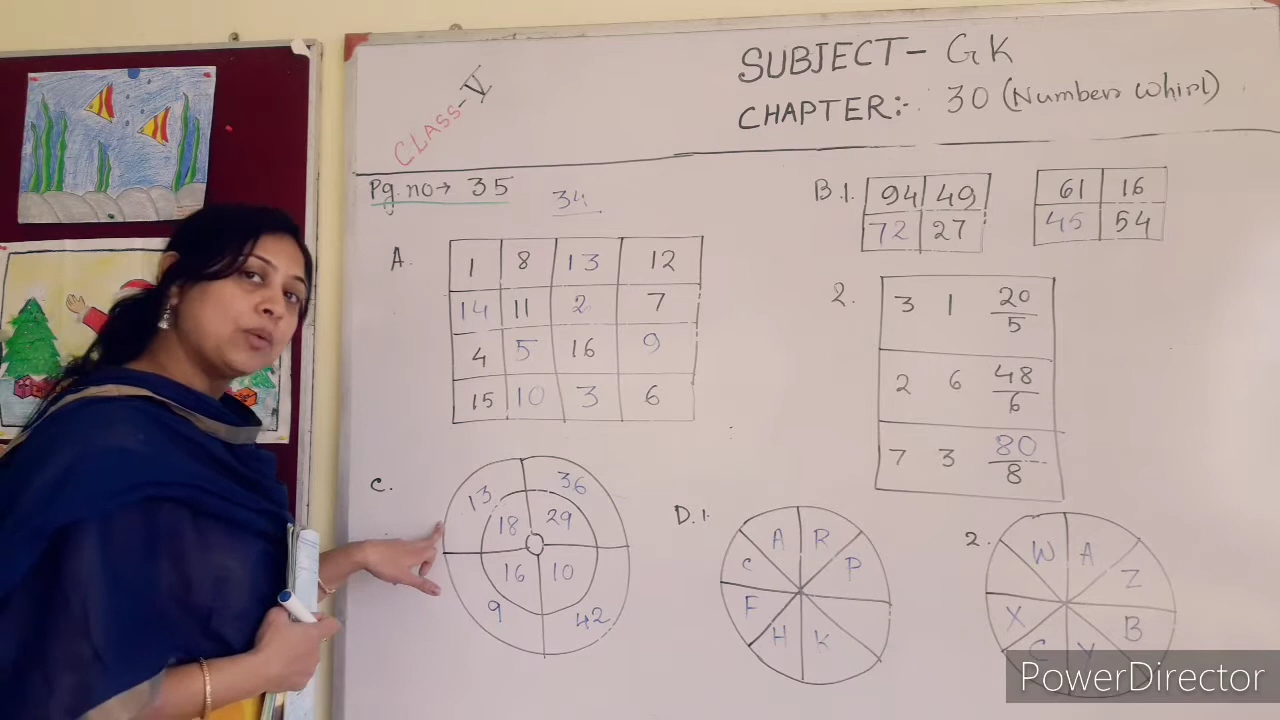 CLASS-V
SUBJECT- GK
CHAPTER:- 30 (Numbers Whirl)
Pg.no→ 35
34
A.
1 8 13 12
14 11 2 7
4 5 16 9
15 10 3 6
B.1.
94 49
72 27
61 16
45 54
2.
3 1 20/5
2 6 48/6
7 3 80/8
C.
13 36
18 29
16 10
9 42
D.1.
A R
C P
F
H K
2.
W A
Z
X B
C Y
PowerDirector